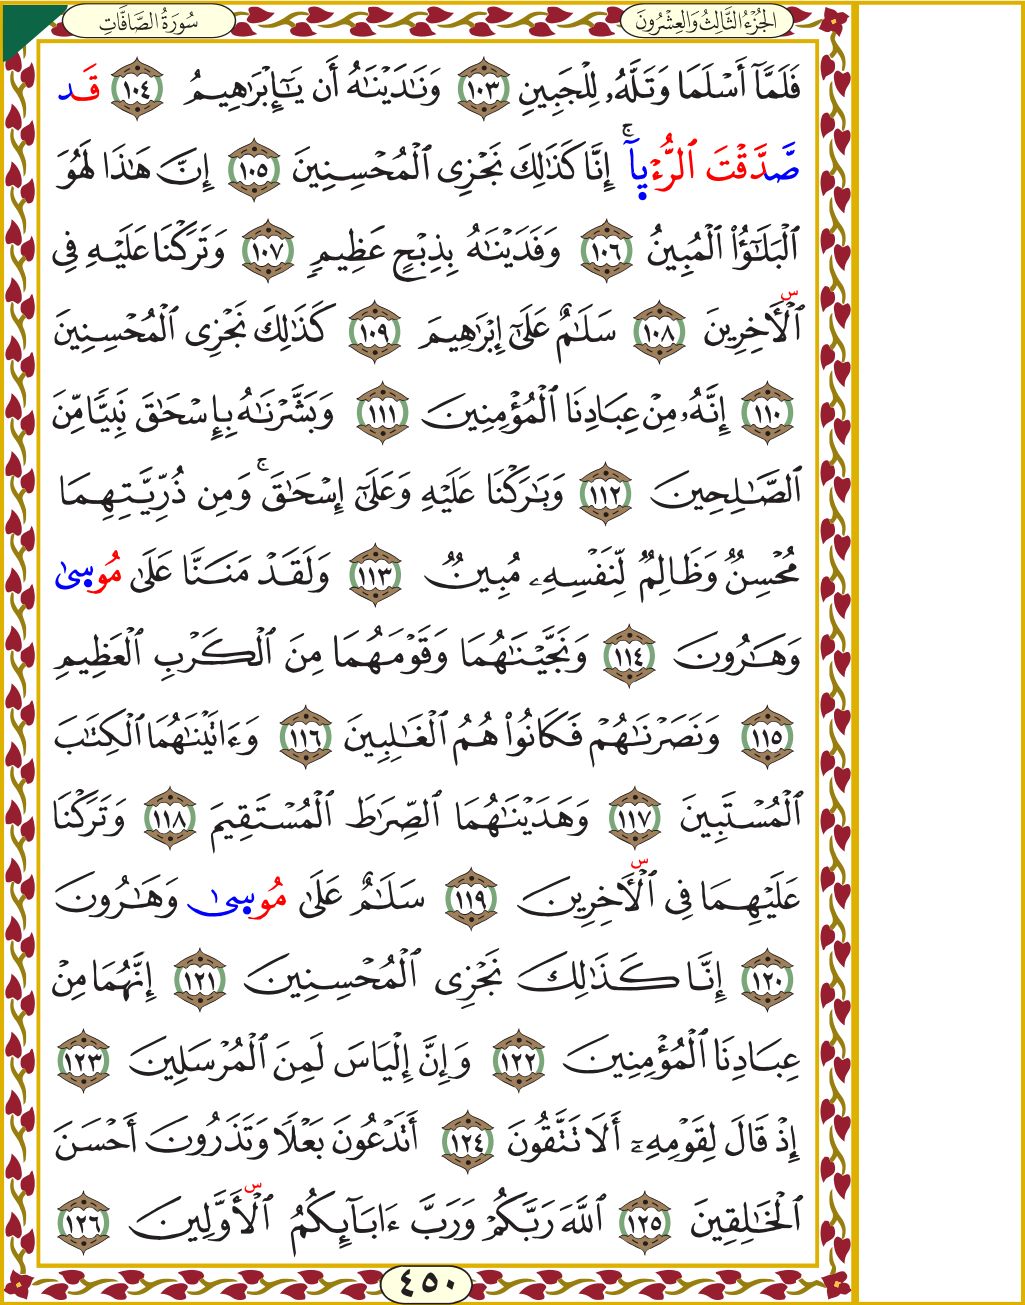 الجُزْءُ الثَّالِثُ وَالعِشْرُونَ
سُورَةُ الصَّافَّاتِ
فَلَمَّآ أَسْلَمَا وَتَلَّهُۥ لِلْجَبِينِ ١٠٣ وَنَٰدَيْنَٰهُ أَن يَٰٓإِبْرَٰهِيمُ ١٠٤ قَد
صَّدَّقْتَ ٱلرُّءْيَآۚ إِنَّا كَذَٰلِكَ نَجْزِى ٱلْمُحْسِنِينَ ١٠٥ إِنَّ هَٰذَا لَهُوَ
ٱلْبَلَٰٓؤُا۟ ٱلْمُبِينُ ١٠٦ وَفَدَيْنَٰهُ بِذِبْحٍ عَظِيمٍ ١٠٧ وَتَرَكْنَا عَلَيْهِ فِى
س
ٱلْأَخِرِينَ ١٠٨ سَلَٰمٌ عَلَىٰٓ إِبْرَٰهِيمَ ١٠٩ كَذَٰلِكَ نَجْزِى ٱلْمُحْسِنِينَ
١١٠ إِنَّهُۥ مِنْ عِبَادِنَا ٱلْمُؤْمِنِينَ ١١١ وَبَشَّرْنَٰهُ بِإِسْحَٰقَ نَبِيًّا مِّنَ
ٱلصَّٰلِحِينَ ١١٢ وَبَٰرَكْنَا عَلَيْهِ وَعَلَىٰٓ إِسْحَٰقَۚ وَمِن ذُرِّيَّتِهِمَا
مُحْسِنٌ وَظَالِمٌ لِّنَفْسِهِۦ مُبِينٌ ١١٣ وَلَقَدْ مَنَنَّا عَلَىٰ مُوسىٰ
وَهَٰرُونَ ١١٤ وَنَجَّيْنَٰهُمَا وَقَوْمَهُمَا مِنَ ٱلْكَرْبِ ٱلْعَظِيمِ
١١٥ وَنَصَرْنَٰهُمْ فَكَانُوا۟ هُمُ ٱلْغَٰلِبِينَ ١١٦ وَءَاتَيْنَٰهُمَا ٱلْكِتَٰبَ
ٱلْمُسْتَبِينَ ١١٧ وَهَدَيْنَٰهُمَا ٱلصِّرَٰطَ ٱلْمُسْتَقِيمَ ١١٨ وَتَرَكْنَا
س
عَلَيْهِمَا فِى ٱلْأَخِرِينَ ١١٩ سَلَٰمٌ عَلَىٰ مُوسىٰ وَهَٰرُونَ
١٢٠ إِنَّا كَذَٰلِكَ نَجْزِى ٱلْمُحْسِنِينَ ١٢١ إِنَّهُمَا مِنْ
عِبَادِنَا ٱلْمُؤْمِنِينَ ١٢٢ وَإِنَّ إِلْيَاسَ لَمِنَ ٱلْمُرْسَلِينَ ١٢٣
إِذْ قَالَ لِقَوْمِهِۦٓ أَلَا تَتَّقُونَ ١٢٤ أَتَدْعُونَ بَعْلًا وَتَذَرُونَ أَحْسَنَ
س
ٱلْخَٰلِقِينَ ١٢٥ ٱللَّهَ رَبَّكُمْ وَرَبَّ ءَابَآئِكُمُ ٱلْأَوَّلِينَ ١٢٦
٤٥٠